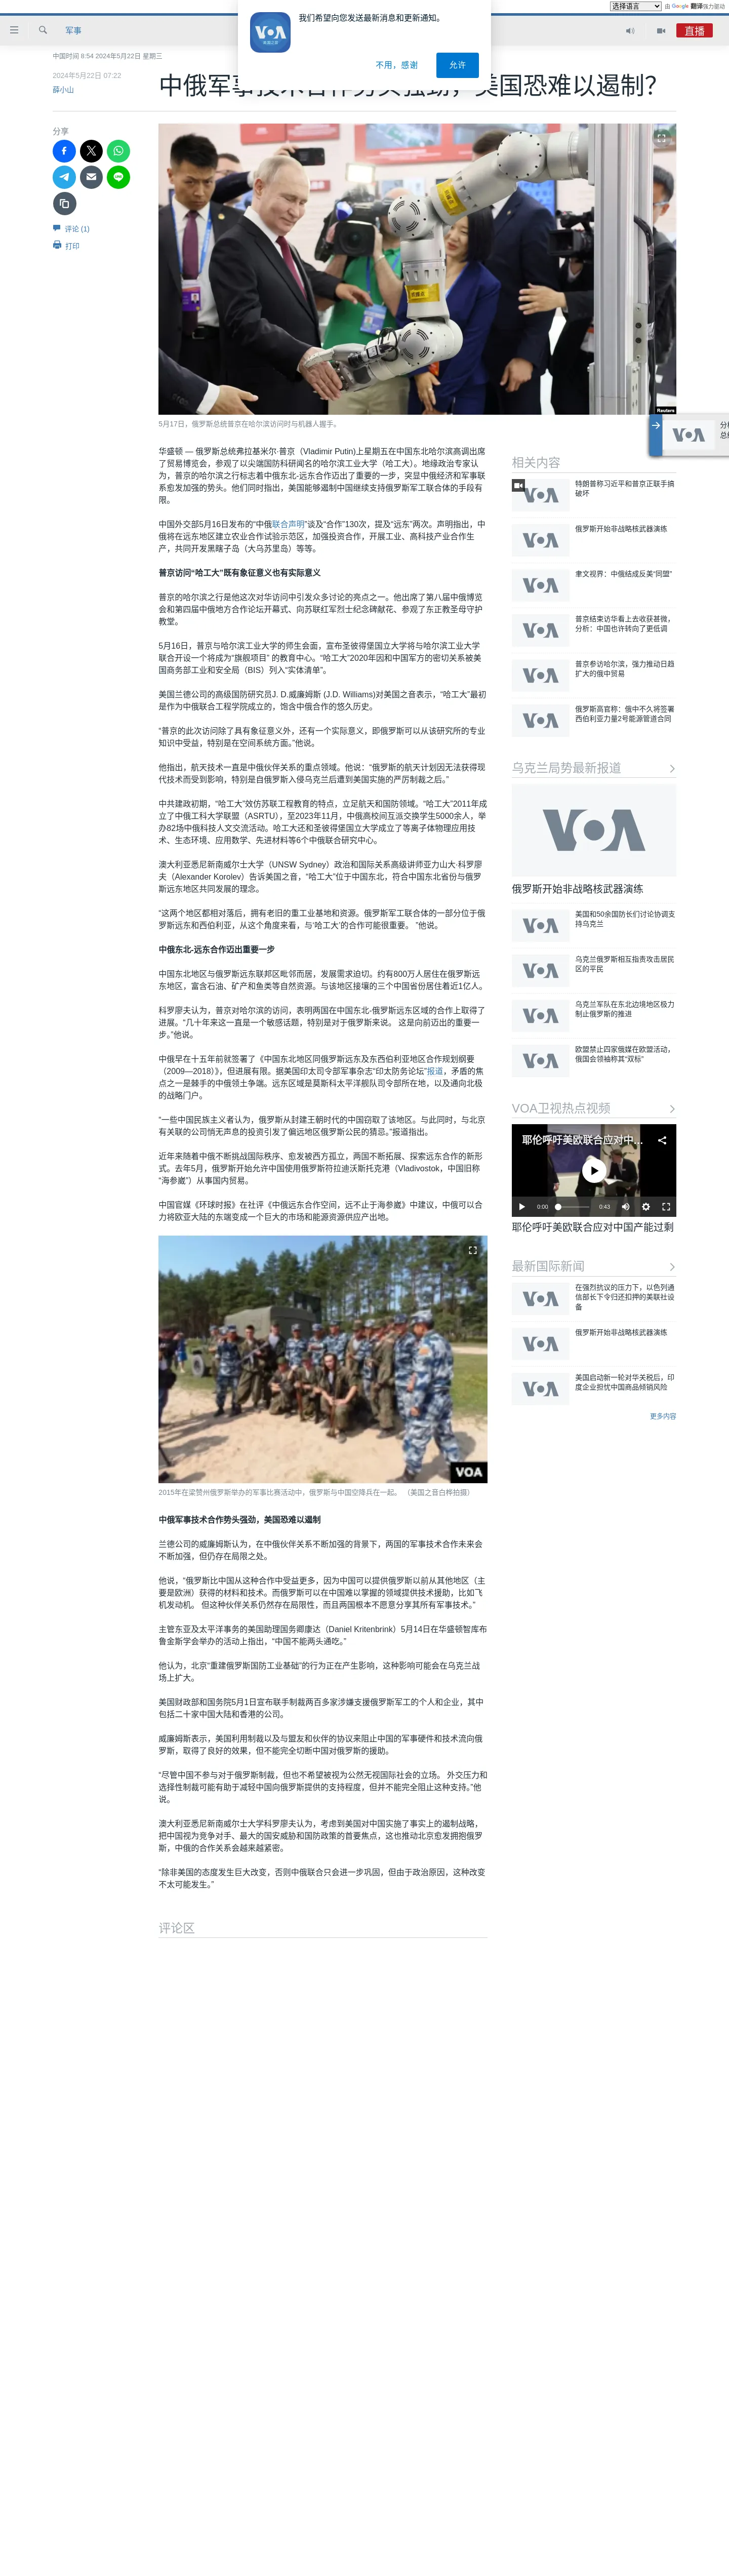 选择语言
由 Google 翻译强力驱动
军事
直播
我们希望向您发送最新消息和更新通知。
不用，感谢
允许
中国时间 8:54 2024年5月22日 星期三
2024年5月22日 07:22
薛小山
中俄军事技术合作势头强劲，美国恐难以遏制？
分享
评论 (1)
打印
Reuters
5月17日，俄罗斯总统普京在哈尔滨访问时与机器人握手。
华盛顿 — 俄罗斯总统弗拉基米尔·普京（Vladimir Putin)上星期五在中国东北哈尔滨高调出席
了贸易博览会，参观了以尖端国防科研闻名的哈尔滨工业大学（哈工大）。地缘政治专家认
为，普京的哈尔滨之行标志着中俄东北-远东合作迈出了重要的一步，突显中俄经济和军事联
系愈发加强的势头。他们同时指出，美国能够遏制中国继续支持俄罗斯军工联合体的手段有
限。
中国外交部5月16日发布的“中俄联合声明”谈及“合作”130次，提及“远东”两次。声明指出，中
俄将在远东地区建立农业合作试验示范区，加强投资合作，开展工业、高科技产业合作生
产，共同开发黑瞎子岛（大乌苏里岛）等等。
普京访问“哈工大”既有象征意义也有实际意义
普京的哈尔滨之行是他这次对华访问中引发众多讨论的亮点之一。他出席了第八届中俄博览
会和第四届中俄地方合作论坛开幕式、向苏联红军烈士纪念碑献花、参观了东正教圣母守护
教堂。
5月16日，普京与哈尔滨工业大学的师生会面，宣布圣彼得堡国立大学将与哈尔滨工业大学
联合开设一个将成为“旗舰项目” 的教育中心。“哈工大”2020年因和中国军方的密切关系被美
国商务部工业和安全局（BIS）列入“实体清单”。
美国兰德公司的高级国防研究员J. D.威廉姆斯 (J.D. Williams)对美国之音表示，“哈工大”最初
是作为中俄联合工程学院成立的，饱含中俄合作的悠久历史。
“普京的此次访问除了具有象征意义外，还有一个实际意义，即俄罗斯可以从该研究所的专业
知识中受益，特别是在空间系统方面。”他说。
他指出，航天技术一直是中俄伙伴关系的重点领域。他说：“俄罗斯的航天计划因无法获得现
代技术而受到影响，特别是自俄罗斯入侵乌克兰后遭到美国实施的严厉制裁之后。”
中共建政初期，“哈工大”效仿苏联工程教育的特点，立足航天和国防领域。“哈工大”2011年成
立了中俄工科大学联盟（ASRTU），至2023年11月，中俄高校间互派交换学生5000余人，举
办82场中俄科技人文交流活动。哈工大还和圣彼得堡国立大学成立了等离子体物理应用技
术、生态环境、应用数学、先进材料等6个中俄联合研究中心。
澳大利亚悉尼新南威尔士大学（UNSW Sydney）政治和国际关系高级讲师亚力山大·科罗廖
夫（Alexander Korolev）告诉美国之音，“哈工大”位于中国东北，符合中国东北省份与俄罗
斯远东地区共同发展的理念。
“这两个地区都相对落后，拥有老旧的重工业基地和资源。俄罗斯军工联合体的一部分位于俄
罗斯远东和西伯利亚，从这个角度来看，与‘哈工大’的合作可能很重要。 ”他说。
中俄东北-远东合作迈出重要一步
中国东北地区与俄罗斯远东联邦区毗邻而居，发展需求迫切。约有800万人居住在俄罗斯远
东地区，富含石油、矿产和鱼类等自然资源。与该地区接壤的三个中国省份居住着近1亿人。
科罗廖夫认为，普京对哈尔滨的访问，表明两国在中国东北-俄罗斯远东区域的合作上取得了
进展。“几十年来这一直是一个敏感话题，特别是对于俄罗斯来说。 这是向前迈出的重要一
步。”他说。
中俄早在十五年前就签署了《中国东北地区同俄罗斯远东及东西伯利亚地区合作规划纲要
（2009—2018)》，但进展有限。据美国印太司令部军事杂志“印太防务论坛”报道，矛盾的焦
点之一是棘手的中俄领土争端。远东区域是莫斯科太平洋舰队司令部所在地，以及通向北极
的战略门户。
“一些中国民族主义者认为，俄罗斯从封建王朝时代的中国窃取了该地区。与此同时，与北京
有关联的公司悄无声息的投资引发了偏远地区俄罗斯公民的猜忌。”报道指出。
近年来随着中俄不断挑战国际秩序、愈发被西方孤立，两国不断拓展、探索远东合作的新形
式。去年5月，俄罗斯开始允许中国使用俄罗斯符拉迪沃斯托克港（Vladivostok，中国旧称
“海参崴”）从事国内贸易。
中国官媒《环球时报》在社评《中俄远东合作空间，远不止于海参崴》中建议，中俄可以合
力将欧亚大陆的东端变成一个巨大的市场和能源资源供应产出地。
VOA
2015年在梁赞州俄罗斯举办的军事比赛活动中，俄罗斯与中国空降兵在一起。 （美国之音白桦拍摄）
中俄军事技术合作势头强劲，美国恐难以遏制
兰德公司的威廉姆斯认为，在中俄伙伴关系不断加强的背景下，两国的军事技术合作未来会
不断加强，但仍存在局限之处。
他说，“俄罗斯比中国从这种合作中受益更多，因为中国可以提供俄罗斯以前从其他地区（主
要是欧洲）获得的材料和技术。而俄罗斯可以在中国难以掌握的领域提供技术援助，比如飞
机发动机。 但这种伙伴关系仍然存在局限性，而且两国根本不愿意分享其所有军事技术。”
主管东亚及太平洋事务的美国助理国务卿康达（Daniel Kritenbrink）5月14日在华盛顿智库布
鲁金斯学会举办的活动上指出，“中国不能两头通吃。”
他认为，北京“重建俄罗斯国防工业基础”的行为正在产生影响，这种影响可能会在乌克兰战
场上扩大。
美国财政部和国务院5月1日宣布联手制裁两百多家涉嫌支援俄罗斯军工的个人和企业，其中
包括二十家中国大陆和香港的公司。
威廉姆斯表示，美国利用制裁以及与盟友和伙伴的协议来阻止中国的军事硬件和技术流向俄
罗斯，取得了良好的效果，但不能完全切断中国对俄罗斯的援助。
“尽管中国不参与对于俄罗斯制裁，但也不希望被视为公然无视国际社会的立场。 外交压力和
选择性制裁可能有助于减轻中国向俄罗斯提供的支持程度，但并不能完全阻止这种支持。”他
说。
澳大利亚悉尼新南威尔士大学科罗廖夫认为，考虑到美国对中国实施了事实上的遏制战略，
把中国视为竞争对手、最大的国安威胁和国防政策的首要焦点，这也推动北京愈发拥抱俄罗
斯，中俄的合作关系会越来越紧密。
“除非美国的态度发生巨大改变，否则中俄联合只会进一步巩固，但由于政治原因，这种改变
不太可能发生。”
评论区
相关内容
特朗普称习近平和普京正联手搞
破坏
俄罗斯开始非战略核武器演练
聿文视界：中俄结成反美“同盟”
普京结束访华看上去收获甚微，
分析：中国也许转向了更低调
普京参访哈尔滨，强力推动日趋
扩大的俄中贸易
俄罗斯高官称：俄中不久将签署
西伯利亚力量2号能源管道合同
乌克兰局势最新报道
VOA
俄罗斯开始非战略核武器演练
美国和50余国防长们讨论协调支
持乌克兰
乌克兰俄罗斯相互指责攻击居民
区的平民
乌克兰军队在东北边境地区极力
制止俄罗斯的推进
欧盟禁止四家俄媒在欧盟活动，
俄国会领袖称其“双标”
VOA卫视热点视频
耶伦呼吁美欧联合应对中...
0:00
0:43
耶伦呼吁美欧联合应对中国产能过剩
最新国际新闻
在强烈抗议的压力下，以色列通
信部长下令归还扣押的美联社设
备
俄罗斯开始非战略核武器演练
美国启动新一轮对华关税后，印
度企业担忧中国商品倾销风险
更多内容